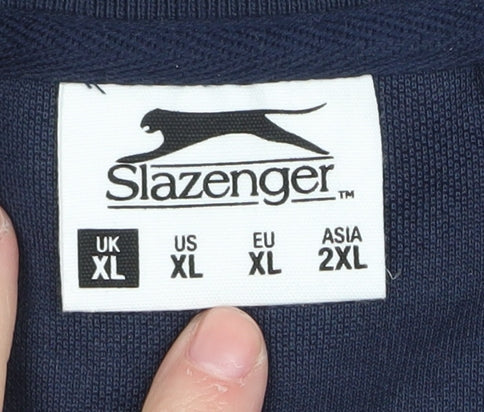 Slazenger™
UK US EU ASIA
XL XL XL 2XL